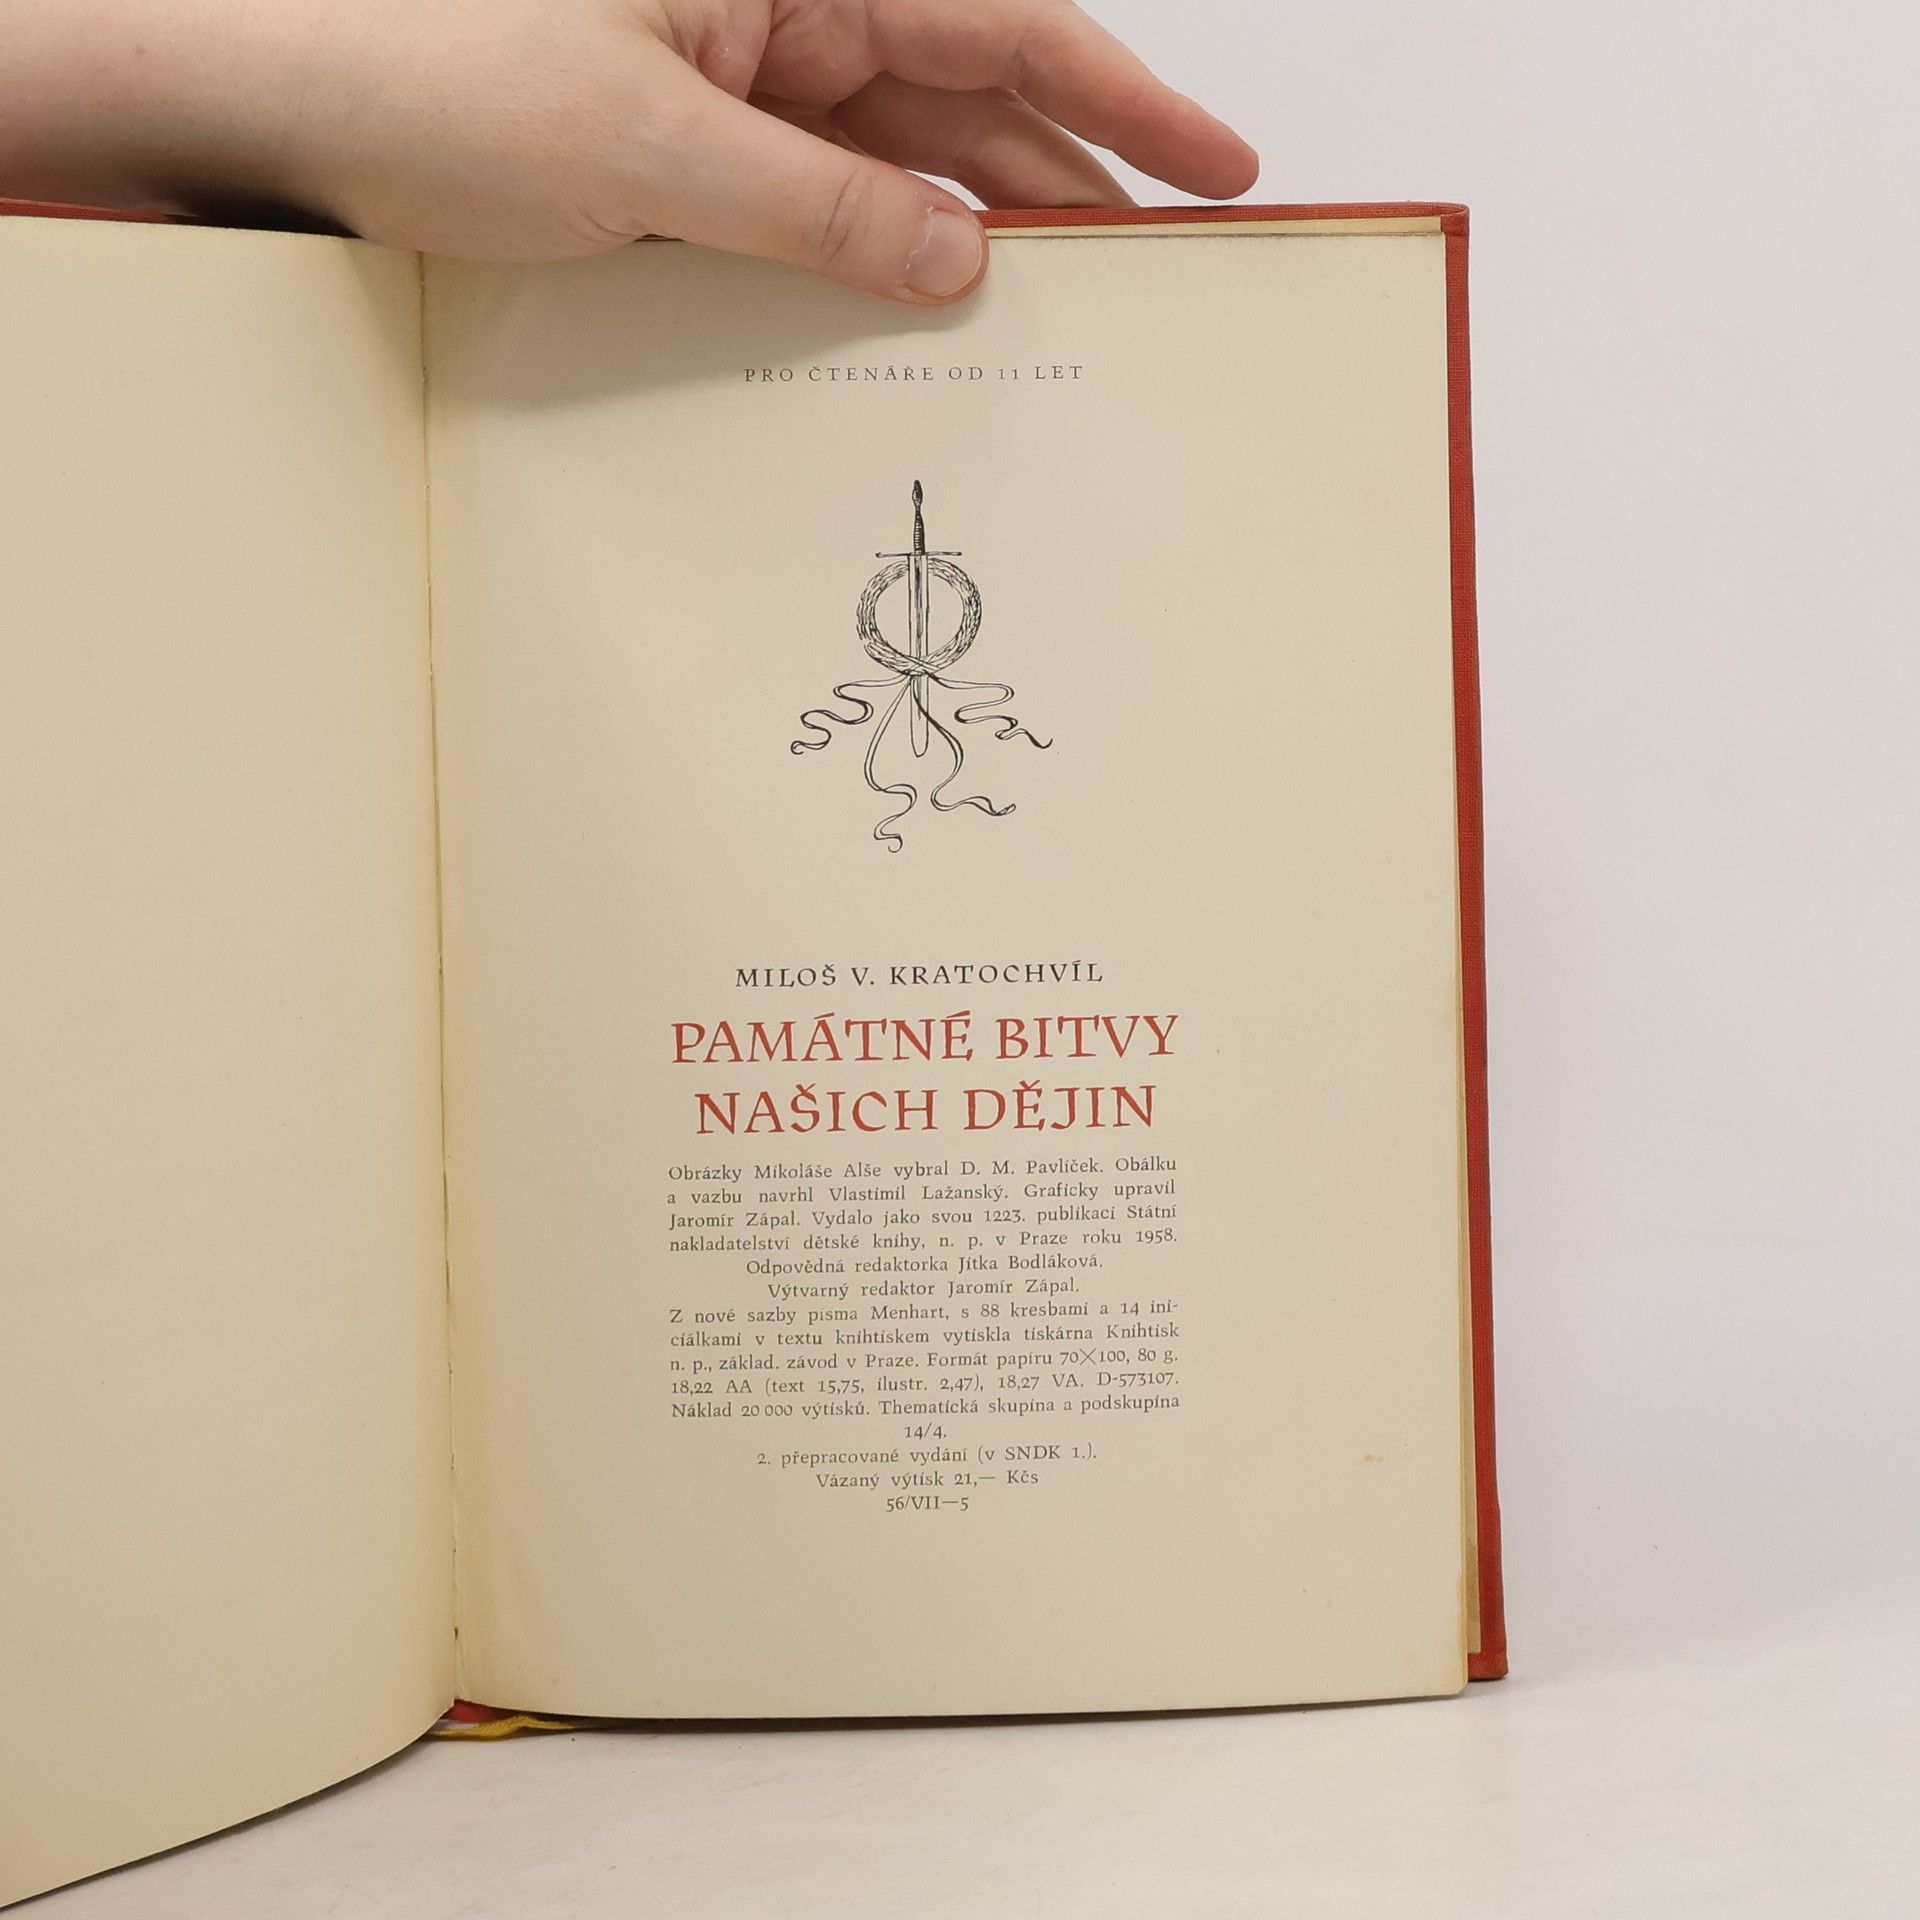 PRO ČTENÁŘE OD 11 LET
MILOŠ V. KRATOCHVÍL
PAMÁTNÉ BITVY
NAŠICH DĚJIN
Obrázky Mikoláše Alše vybral D. M. Pavlíček. Obálku
a vazbu navrhl Vlastimil Lažanský. Graficky upravil
Jaromír Zápal. Vydalo jako svou 1223. publikaci Státní
nakladatelství dětské knihy, n. p. v Praze roku 1958.
Odpovědná redaktorka Jitka Bodláková.
Výtvarný redaktor Jaromír Zápal.
Z nové sazby písma Menhart, s 88 kresbami a 14 ini-
ciálkami v textu knihtiskem vytiskla tiskárna Knihtisk
n. p., základ. závod v Praze. Formát papíru 70×100, 80 g.
18,22 AA (text 15,75, ilustr. 2,47), 18,27 VA. D-573107.
Náklad 20 000 výtisků. Thematická skupina a podskupina
14/4.
2. přepracované vydání (v SNDK 1.).
Vázaný výtisk 21,— Kčs
56/VII—5